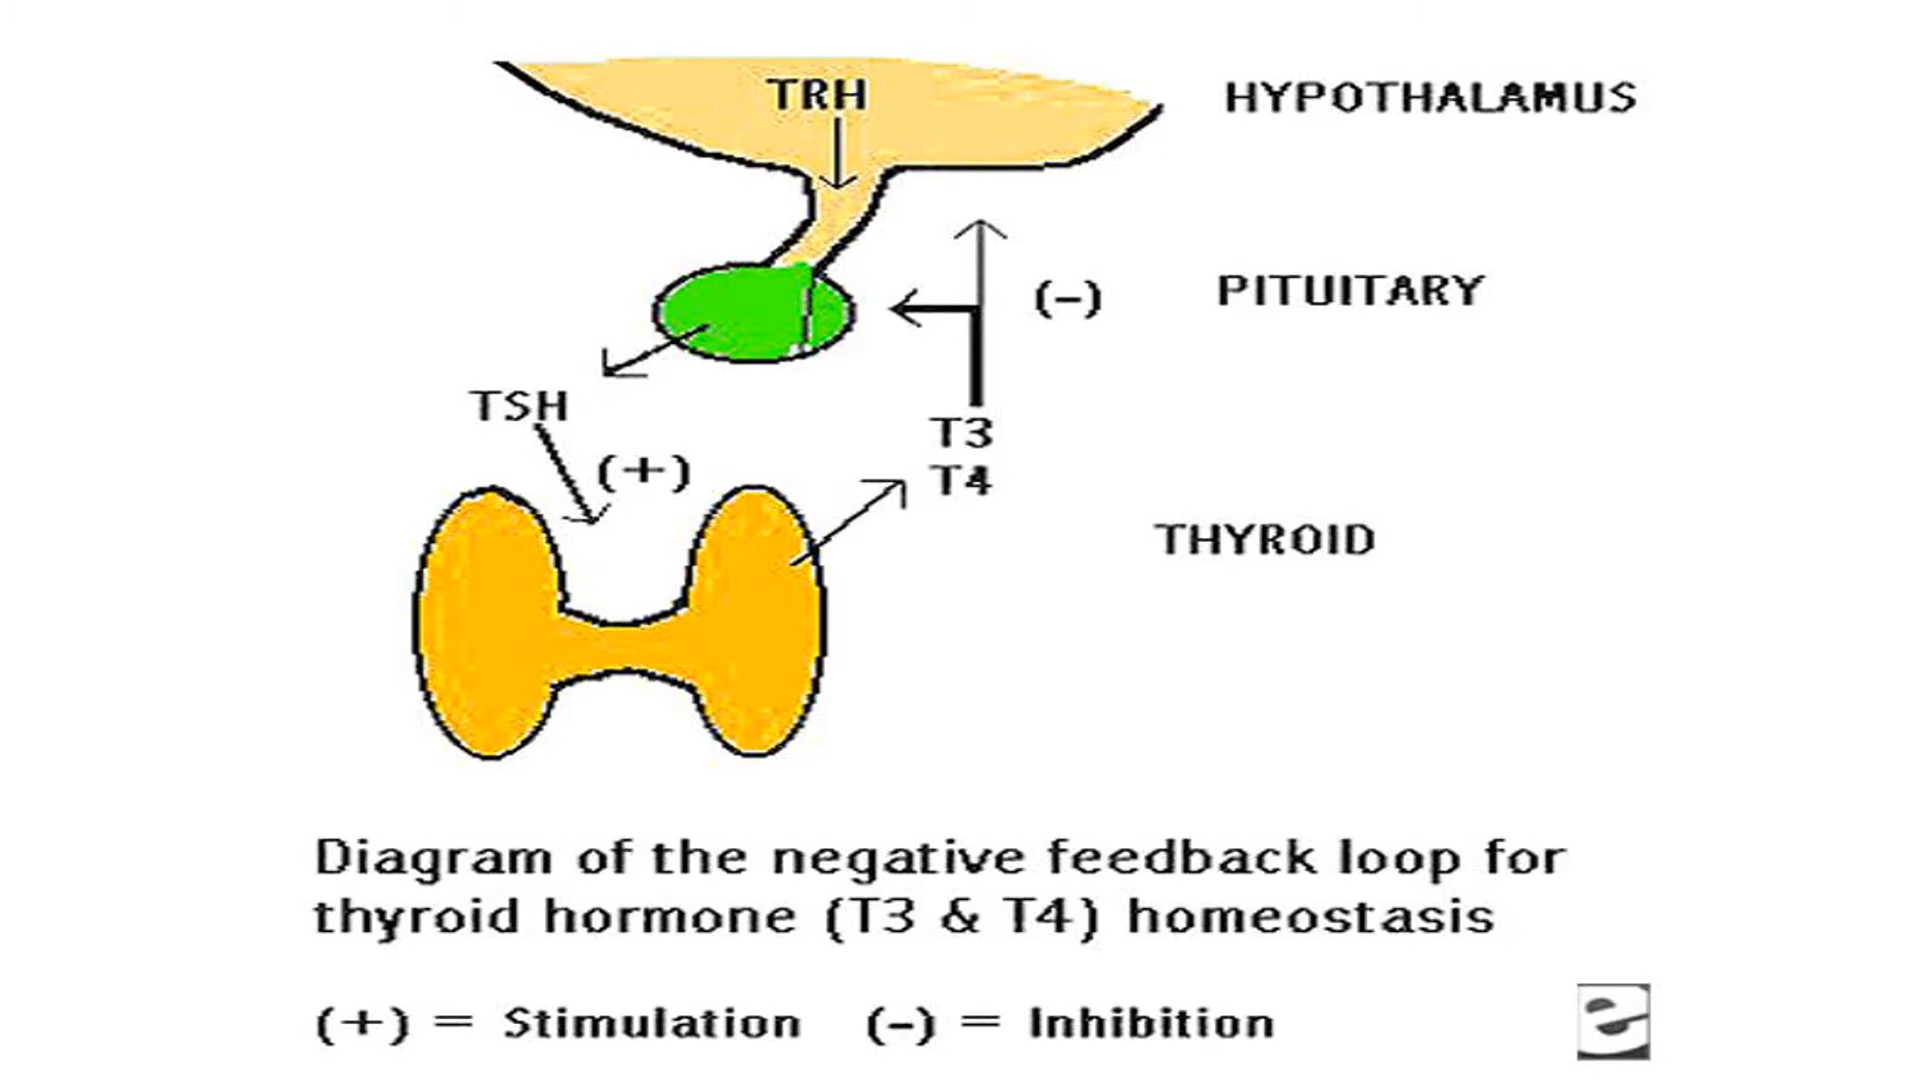 TRH
HYPOTHALAMUS
(-)
PITUITARY
TSH
T3
(+)
T4
THYROID
Diagram of the negative feedback loop for
thyroid hormone (T3 & T4) homeostasis
(+) = Stimulation (-) = Inhibition
e